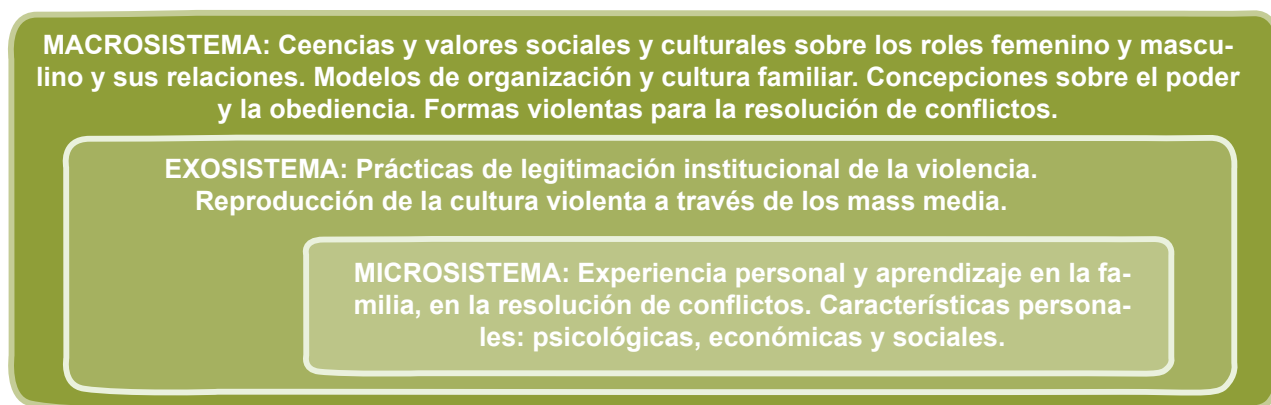 MACROSISTEMA: Ceencias y valores sociales y culturales sobre los roles femenino y mascu-
lino y sus relaciones. Modelos de organización y cultura familiar. Concepciones sobre el poder
y la obediencia. Formas violentas para la resolución de conflictos.
EXOSISTEMA: Prácticas de legitimación institucional de la violencia.
Reproducción de la cultura violenta a través de los mass media.
MICROSISTEMA: Experiencia personal y aprendizaje en la fa-
milia, en la resolución de conflictos. Características persona-
les: psicológicas, económicas y sociales.